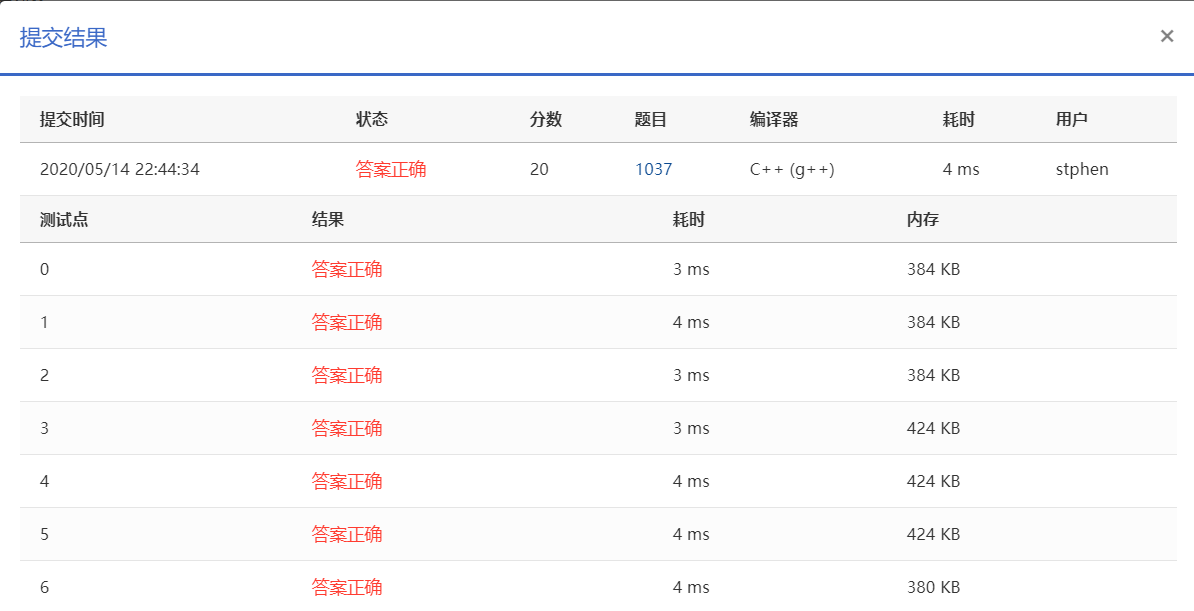 提交结果
×
提交时间 状态 分数 题目 编译器 耗时 用户
2020/05/14 22:44:34 答案正确 20 1037 C++ (g++) 4 ms stphen
测试点 结果 耗时 内存
0 答案正确 3 ms 384 KB
1 答案正确 4 ms 384 KB
2 答案正确 3 ms 384 KB
3 答案正确 3 ms 424 KB
4 答案正确 4 ms 424 KB
5 答案正确 4 ms 424 KB
6 答案正确 4 ms 380 KB